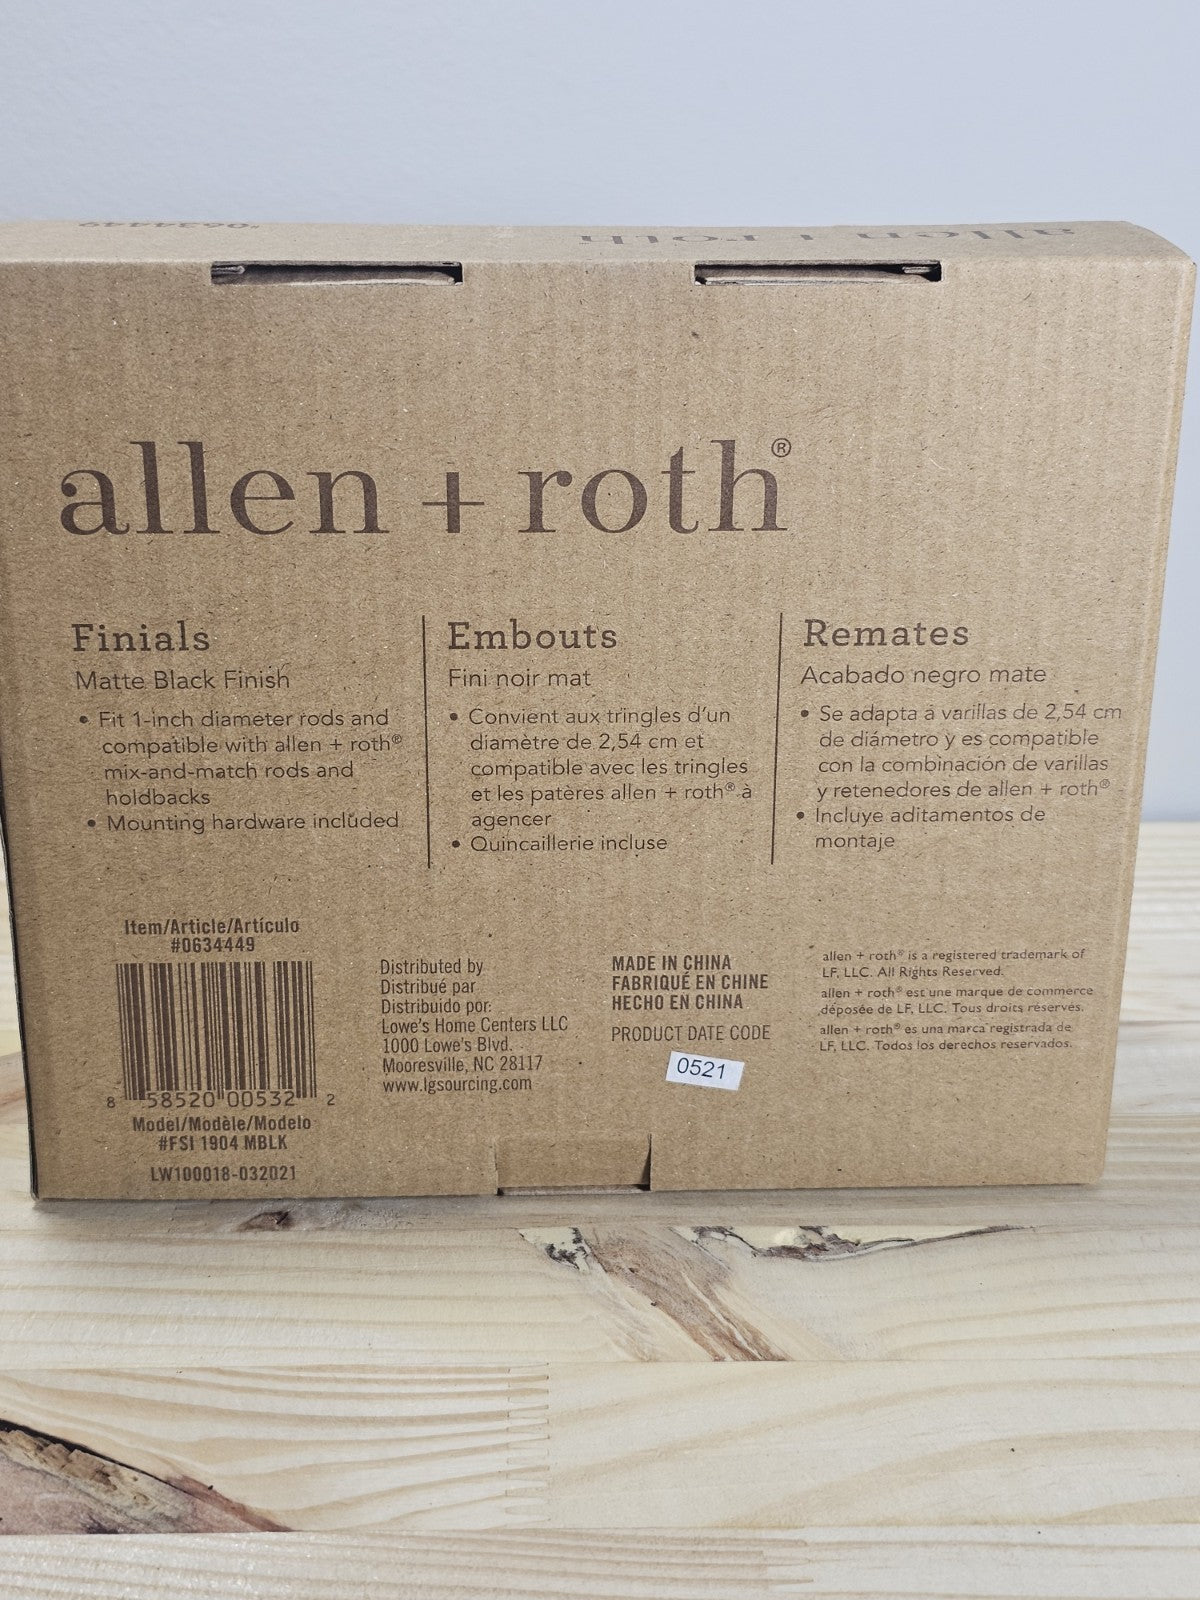 #0634449
allen + roth
allen + roth®
Finials
Matte Black Finish
• Fit 1-inch diameter rods and
compatible with allen + roth®
mix-and-match rods and
holdbacks
• Mounting hardware included
Embouts
Fini noir mat
• Convient aux tringles d'un
diamètre de 2,54 cm et
compatible avec les tringles
et les patères allen + roth® à
agencer
• Quincaillerie incluse
Remates
Acabado negro mate
• Se adapta a varillas de 2,54 cm
de diámetro y es compatible
con la combinación de varillas
y retenedores de allen + roth®
• Incluye aditamentos de
montaje
Item/Article/Artículo
#0634449
8 58520 00532 2
Model/Modèle/Modelo
#FSI 1904 MBLK
LW100018-032021
Distributed by
Distribué par
Distribuido por:
Lowe's Home Centers LLC
1000 Lowe's Blvd.
Mooresville, NC 28117
www.lgsourcing.com
MADE IN CHINA
FABRIQUÉ EN CHINE
HECHO EN CHINA
PRODUCT DATE CODE
0521
allen + roth® is a registered trademark of
LF, LLC. All Rights Reserved.
allen + roth® est une marque de commerce
déposée de LF, LLC. Tous droits réservés.
allen + roth® es una marca registrada de
LF, LLC. Todos los derechos reservados.